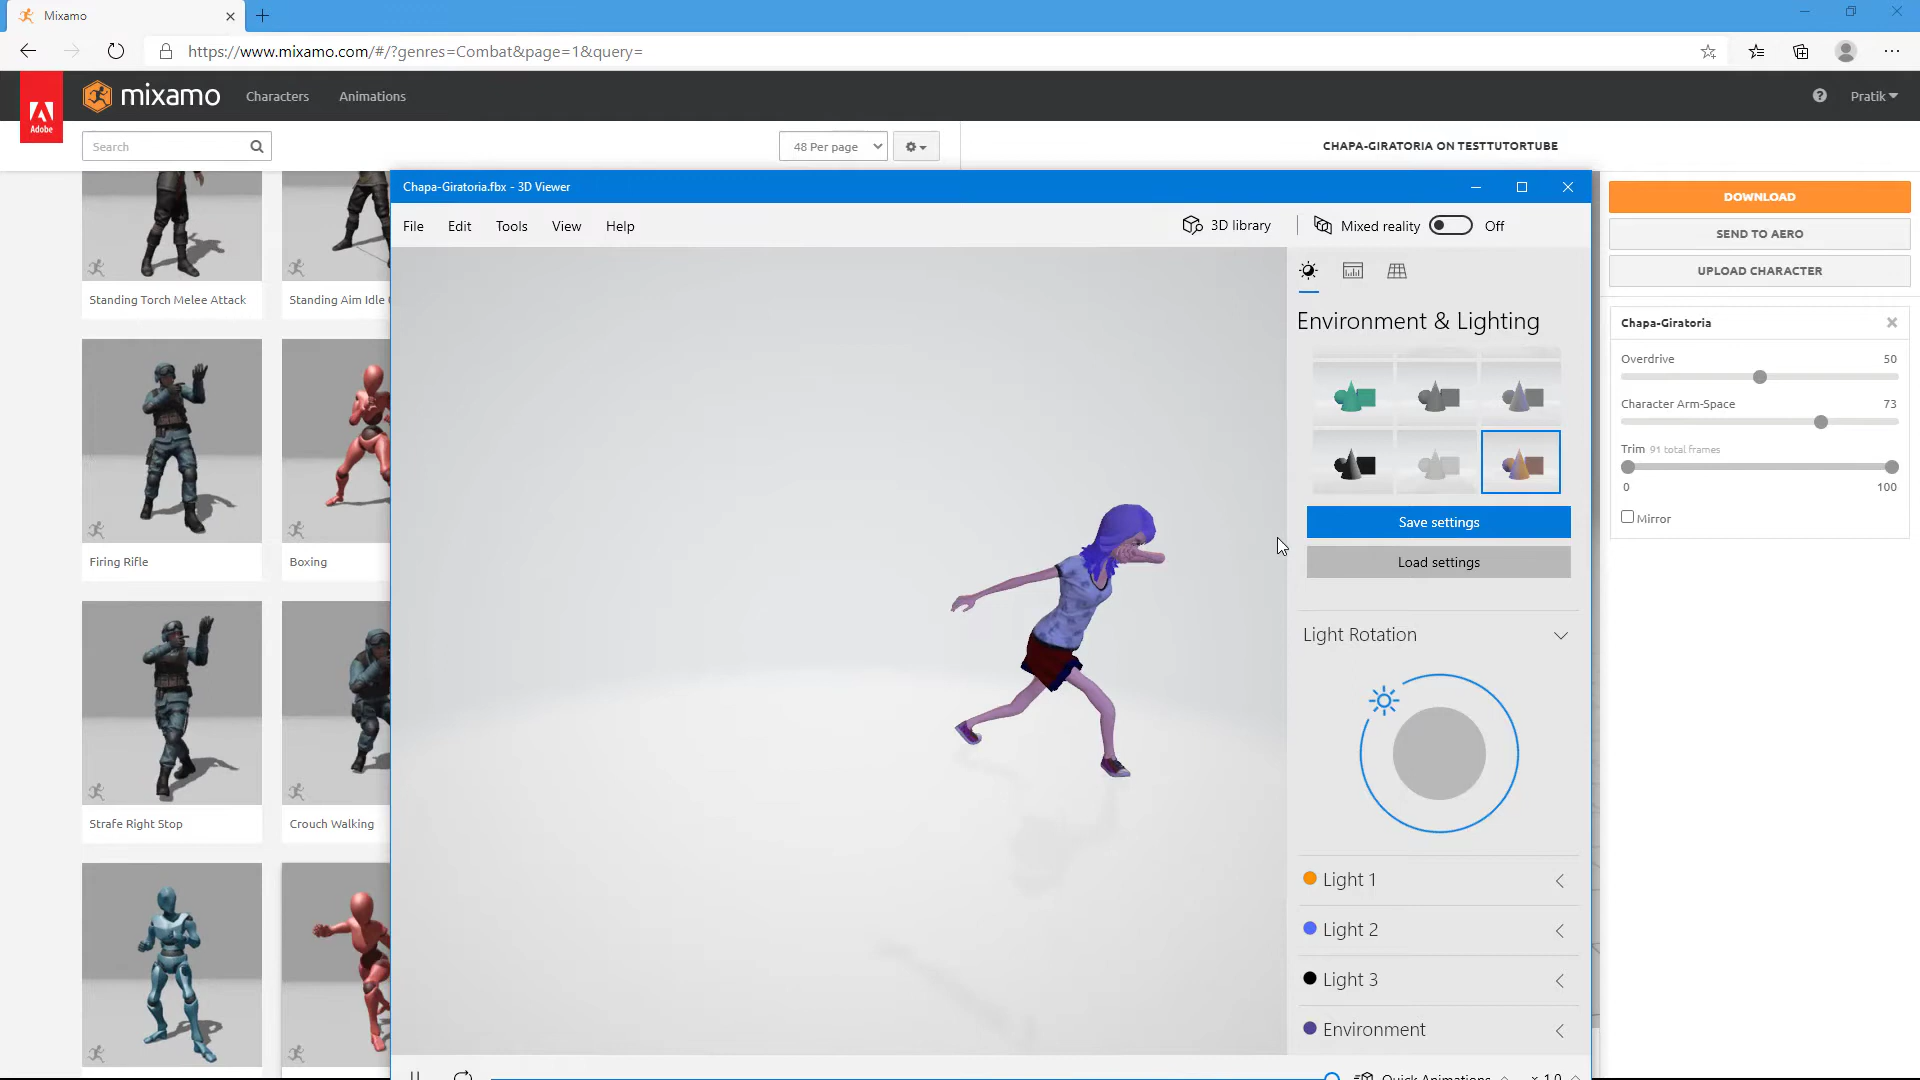 Mixamo
https://www.mixamo.com/#/?genres=Combat&page=1&query=
Adobe
mixamo
Characters
Animations
Pratik
Search
48 Per page
CHAPA-GIRATORIA ON TESTTUTORTUBE
Chapa-Giratoria.fbx - 3D Viewer
File
Edit
Tools
View
Help
3D library
Mixed reality
Off
Environment & Lighting
Save settings
Load settings
Light Rotation
Light 1
Light 2
Light 3
Environment
Quick Animations
x 1.0
Standing Torch Melee Attack
Standing Aim Idle
Firing Rifle
Boxing
Strafe Right Stop
Crouch Walking
DOWNLOAD
SEND TO AERO
UPLOAD CHARACTER
Chapa-Giratoria
Overdrive 50
Character Arm-Space 73
Trim 91 total frames
0 100
Mirror